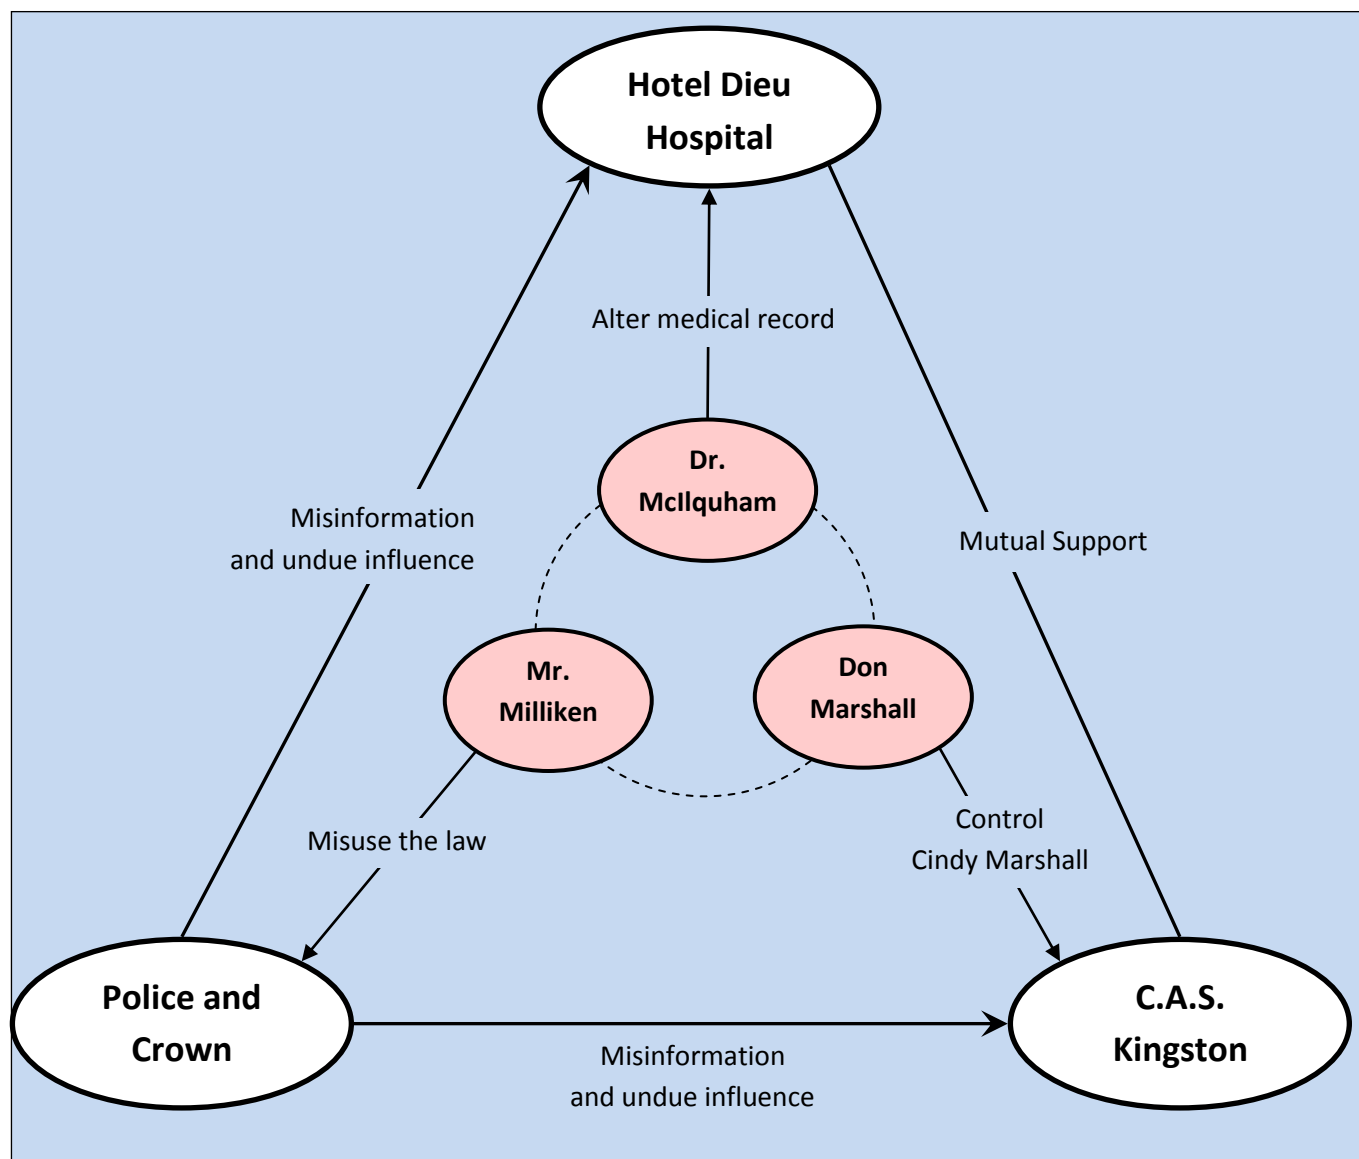 Hotel Dieu
Hospital
Alter medical record
Dr.
McIlquham
Misinformation
and undue influence
Mutual Support
Mr.
Milliken
Don
Marshall
Misuse the law
Control
Cindy Marshall
Police and
Crown
C.A.S.
Kingston
Misinformation
and undue influence